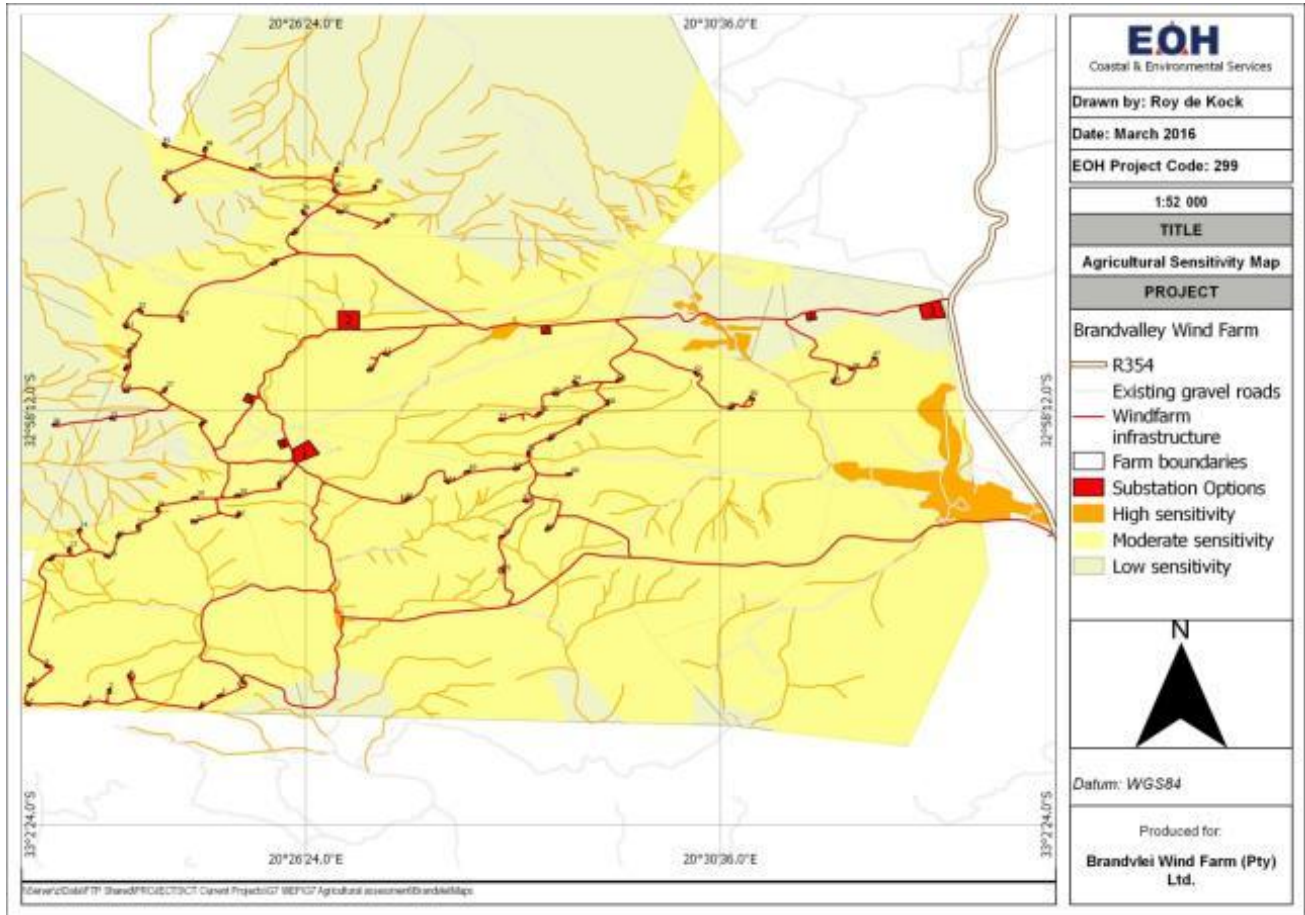 20°26'24.0"E
20°30'36.0"E
32°58'12.0"S
32°58'12.0"S
33°2'24.0"S
33°2'24.0"S
20°26'24.0"E
20°30'36.0"E
EOH
Coastal & Environmental Services
Drawn by: Roy de Kock
Date: March 2016
EOH Project Code: 299
1:52 000
TITLE
Agricultural Sensitivity Map
PROJECT
Brandvalley Wind Farm
R354
Existing gravel roads
Windfarm
infrastructure
Farm boundaries
Substation Options
High sensitivity
Moderate sensitivity
Low sensitivity
N
Datum: WGS84
Produced for:
Brandvlei Wind Farm (Pty)
Ltd.